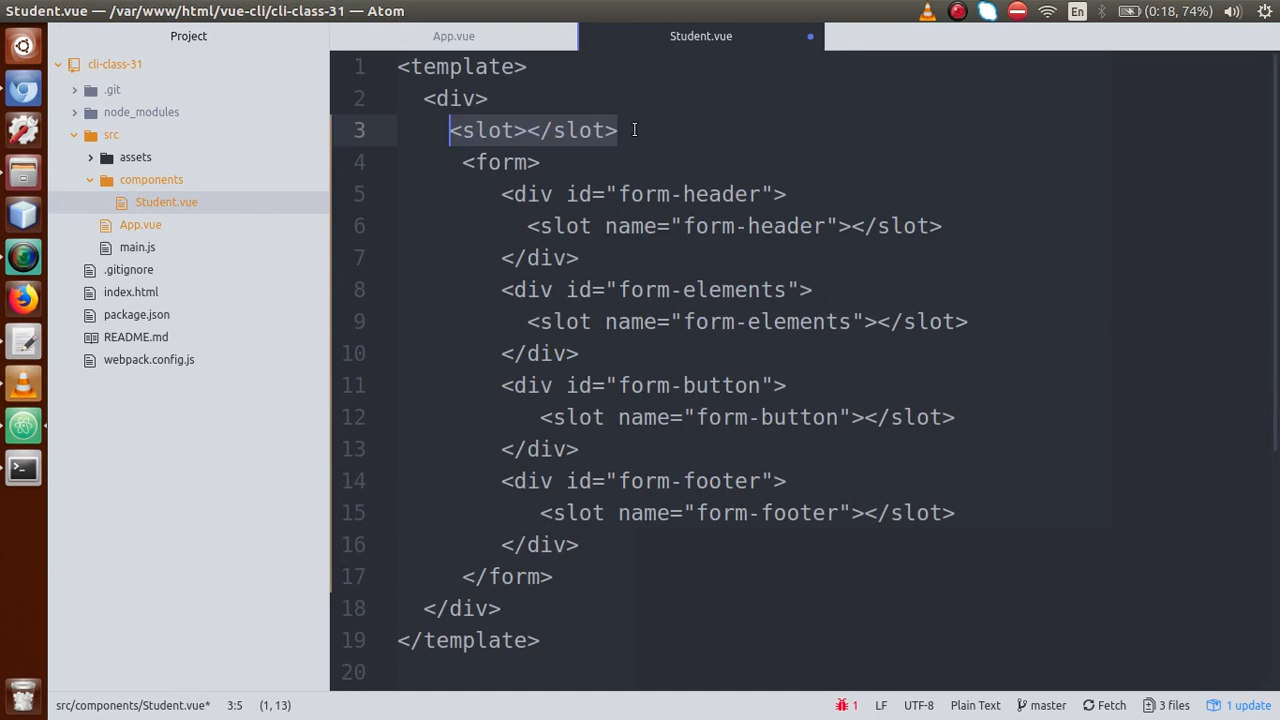 Student.vue — /var/www/html/vue-cli/cli-class-31 — Atom
En
(0:18, 74%)
Project
App.vue
Student.vue
cli-class-31
.git
node_modules
src
assets
components
Student.vue
App.vue
main.js
.gitignore
index.html
package.json
README.md
webpack.config.js
1 <template>
2 <div>
3 <slot></slot>
4 <form>
5 <div id="form-header">
6 <slot name="form-header"></slot>
7 </div>
8 <div id="form-elements">
9 <slot name="form-elements"></slot>
10 </div>
11 <div id="form-button">
12 <slot name="form-button"></slot>
13 </div>
14 <div id="form-footer">
15 <slot name="form-footer"></slot>
16 </div>
17 </form>
18 </div>
19 </template>
20
src/components/Student.vue* 3:5 (1, 13) 1 LF UTF-8 Plain Text master Fetch 3 files 1 update